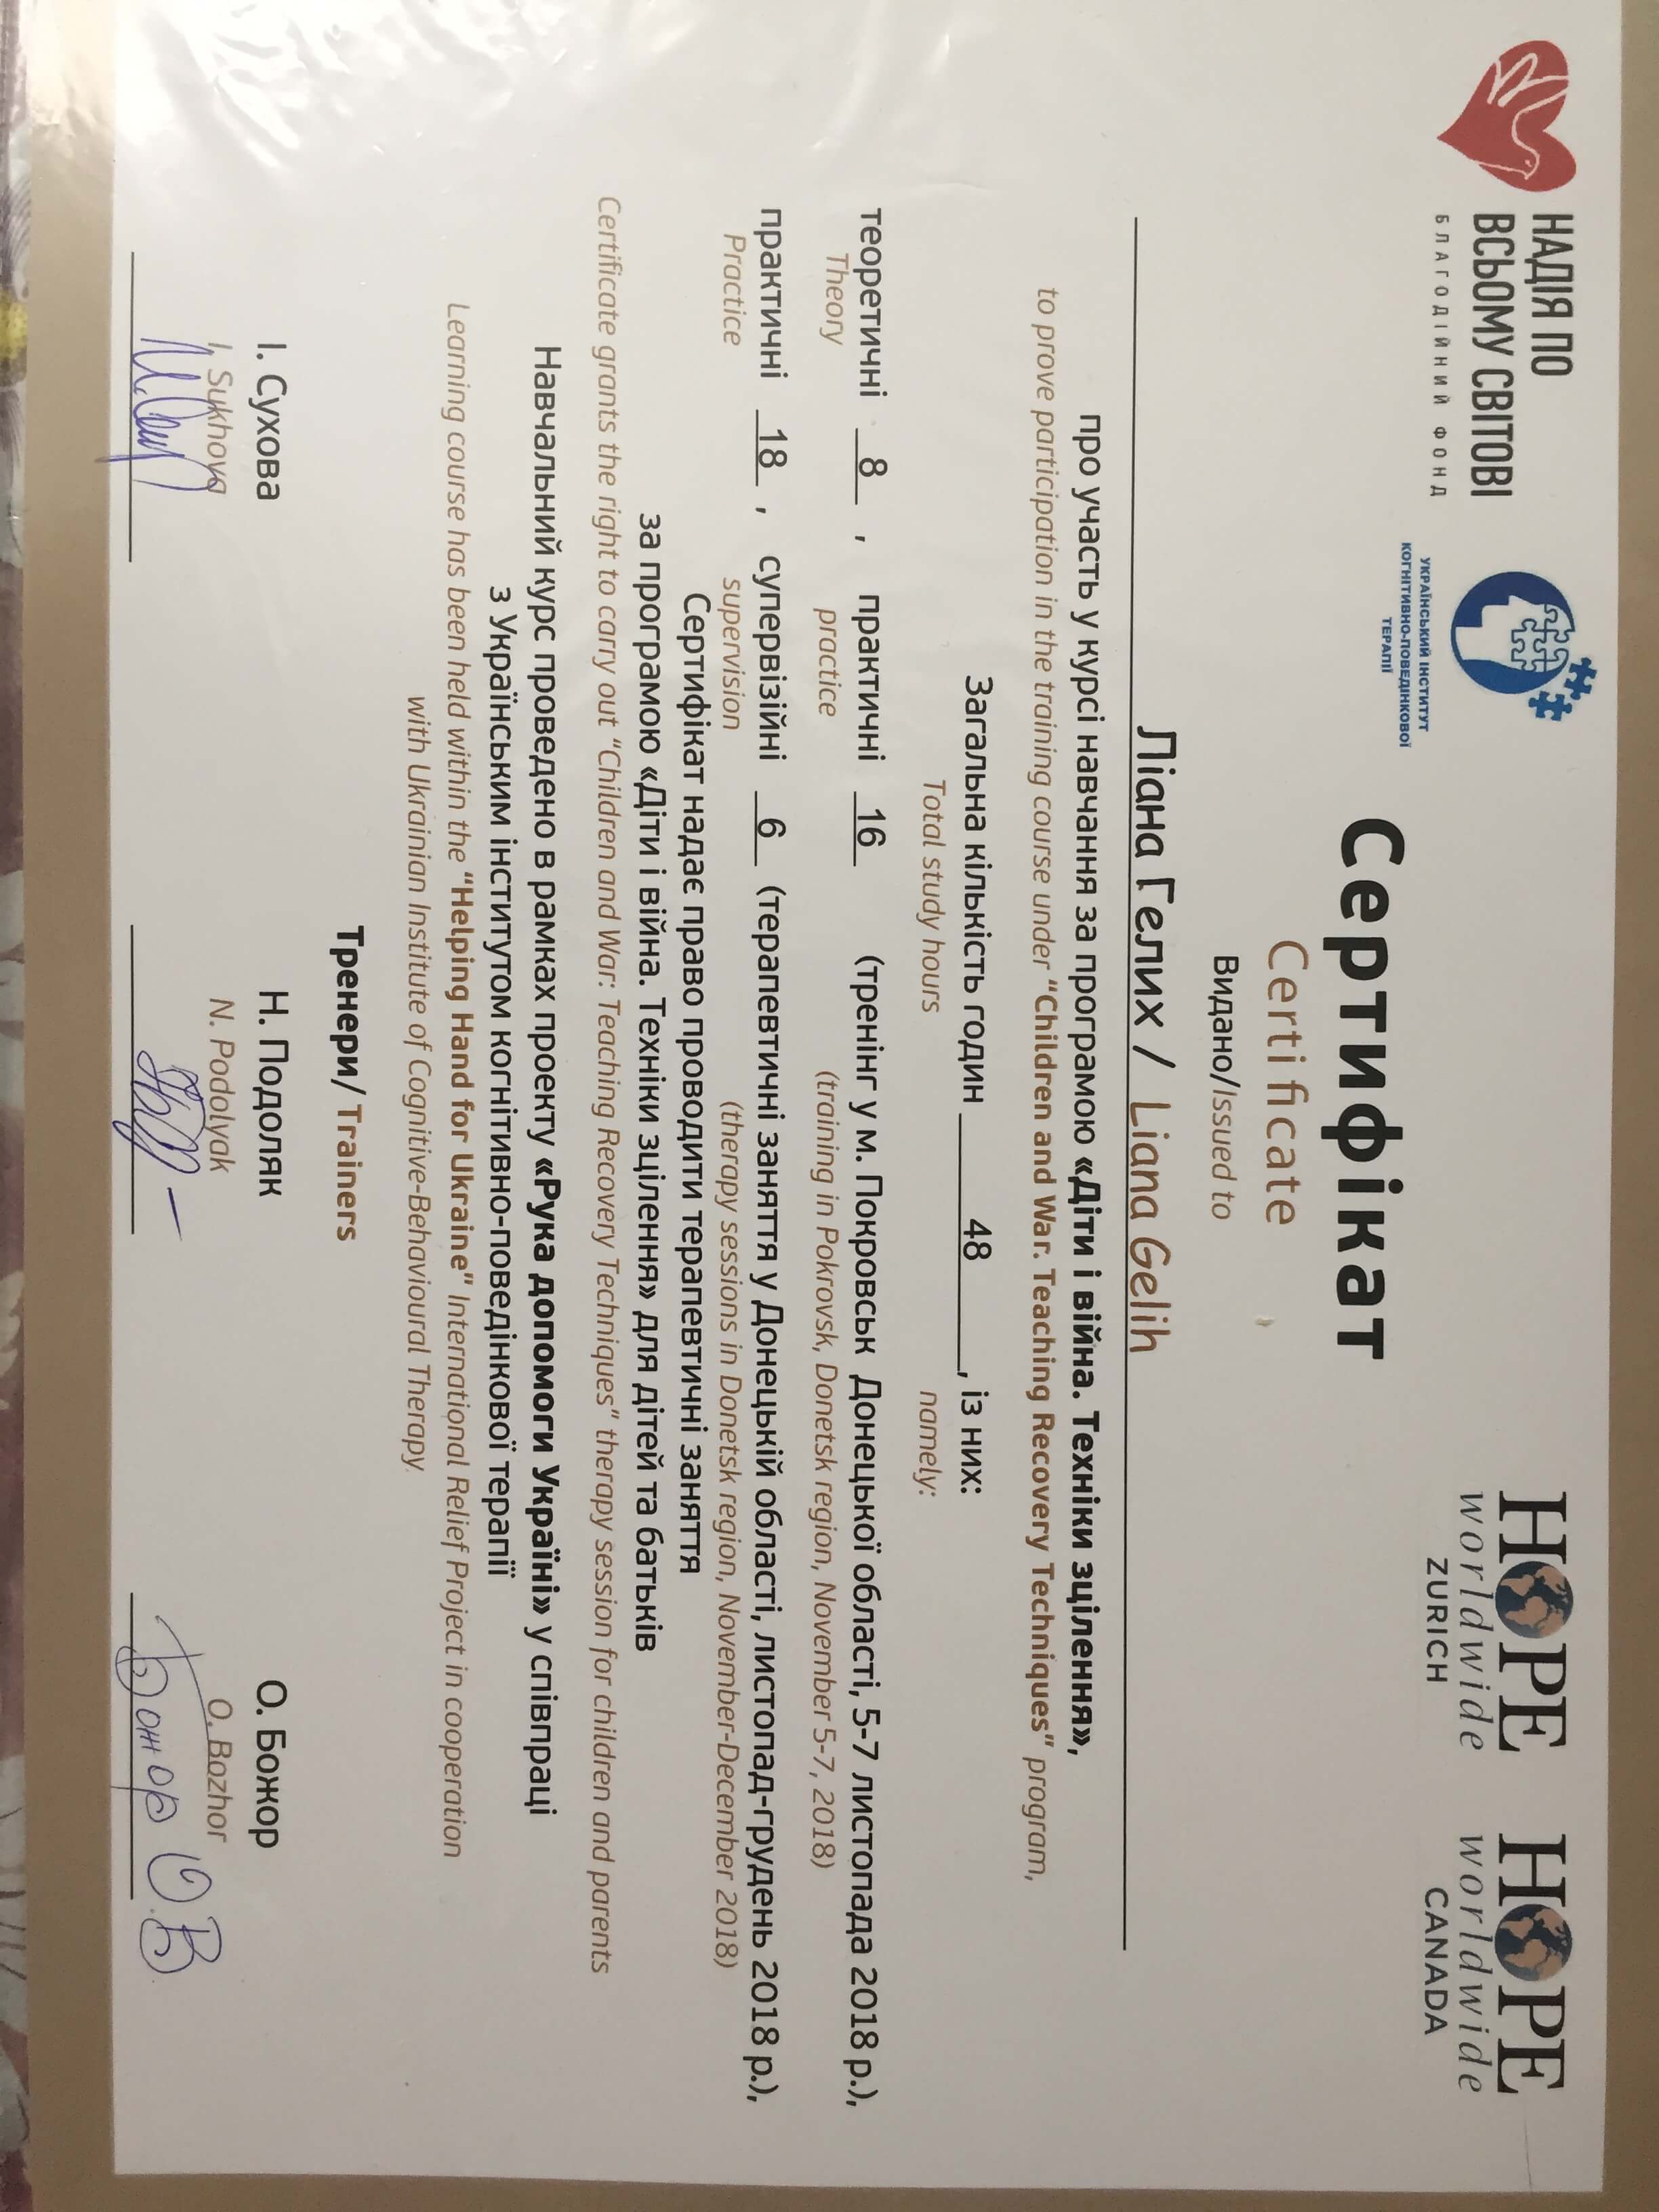 НАДІЯ ПО
ВСЬОМУ СВІТОВІ
БЛАГОДІЙНИЙ ФОНД
УКРАЇНСЬКИЙ ІНСТИТУТ
КОГНІТИВНО-ПОВЕДІНКОВОЇ
ТЕРАПІЇ
HOPE
worldwide
ZURICH
HOPE
worldwide
CANADA
Сертифікат
Certificate
Видано/Issued to
Ліана Гелих / Liana Gelih
про участь у курсі навчання за програмою «Діти і війна. Техніки зцілення»,
to prove participation in the training course under "Children and War. Teaching Recovery Techniques" program,
Загальна кількість годин 48, із них:
Total study hours namely:
теоретичні 8, практичні 16 (тренінг у м. Покровськ Донецької області, 5-7 листопада 2018 р.),
Theory practice (training in Pokrovsk, Donetsk region, November 5-7, 2018)
практичні 18, супервізійні 6 (терапевтичні заняття у Донецькій області, листопад-грудень 2018 р.),
Practice supervision (therapy sessions in Donetsk region, November-December 2018)
Сертифікат надає право проводити терапевтичні заняття
за програмою «Діти і війна. Техніки зцілення» для дітей та батьків
Certificate grants the right to carry out "Children and War: Teaching Recovery Techniques" therapy session for children and parents
Навчальний курс проведено в рамках проекту «Рука допомоги Україні» у співпраці
з Українським інститутом когнітивно-поведінкової терапії
Learning course has been held within the "Helping Hand for Ukraine" International Relief Project in cooperation
with Ukrainian Institute of Cognitive-Behavioural Therapy.
Тренери/ Trainers
І. Сухова Н. Подоляк О. Божор
I. Sukhova N. Podolyak O. Bozhor
Божор О.В.